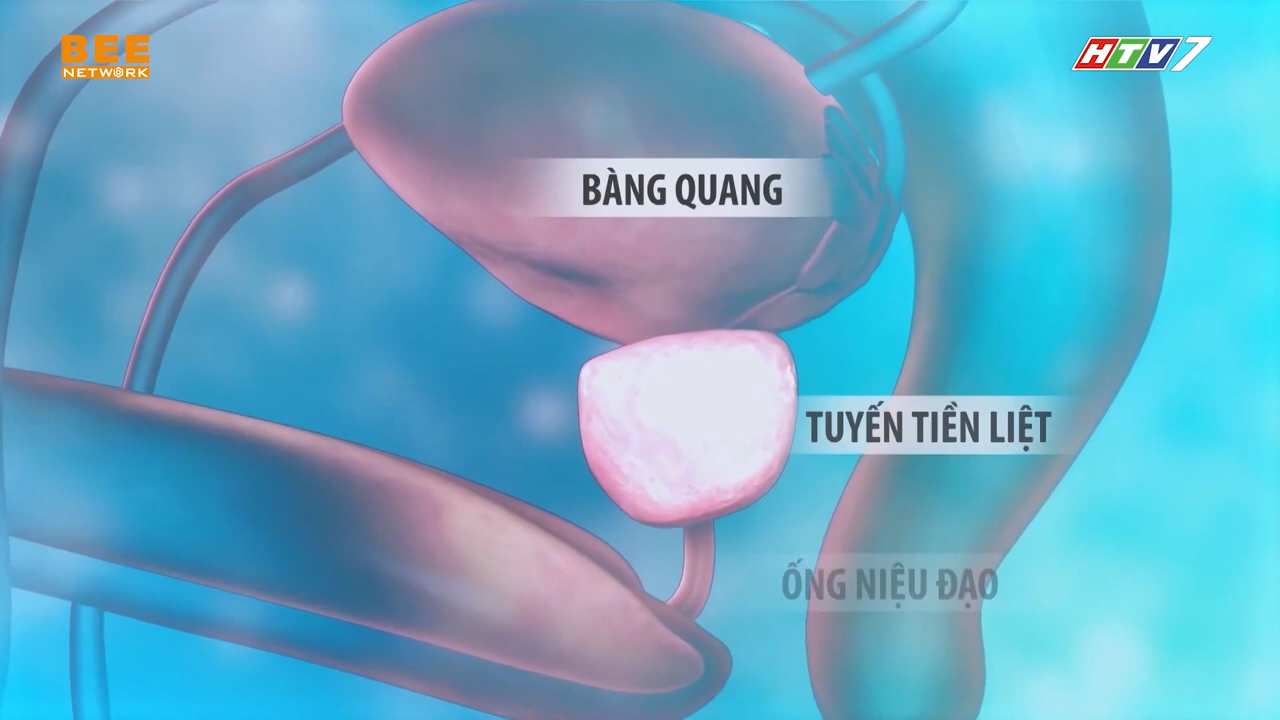 BEE
NETWORK
HTV7
BÀNG QUANG
TUYẾN TIỀN LIỆT
ỐNG NIỆU ĐẠO